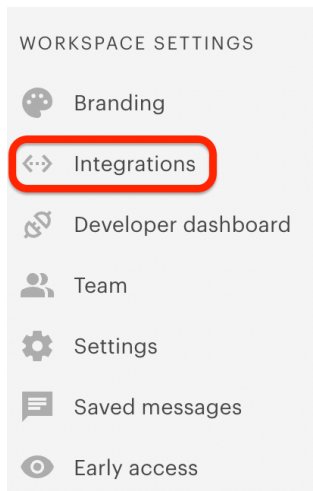 WORKSPACE SETTINGS
Branding
Integrations
Developer dashboard
Team
Settings
Saved messages
Early access